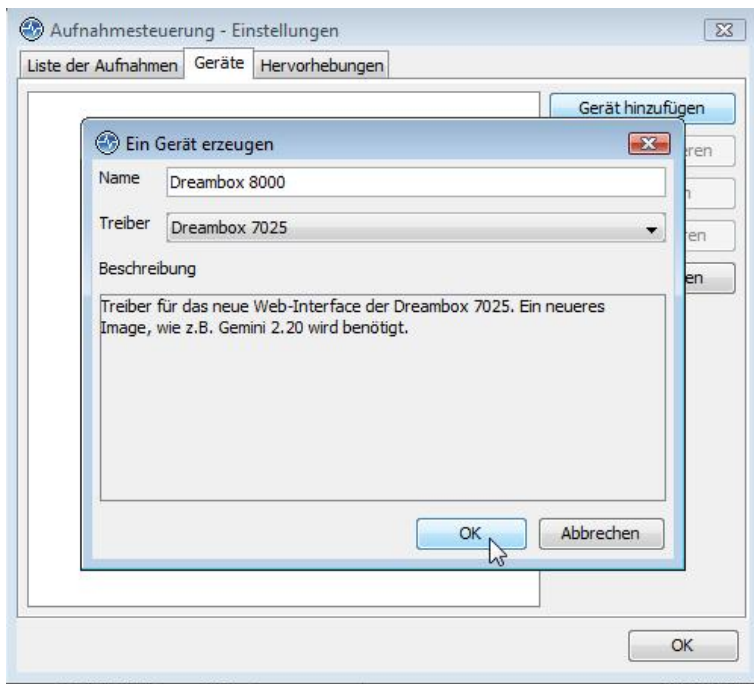 Aufnahmesteuerung - Einstellungen
Liste der Aufnahmen Geräte Hervorhebungen
Gerät hinzufügen
Ein Gerät erzeugen
Name Dreambox 8000
Treiber Dreambox 7025
Beschreibung
Treiber für das neue Web-Interface der Dreambox 7025. Ein neueres
Image, wie z.B. Gemini 2.20 wird benötigt.
OK Abbrechen
OK